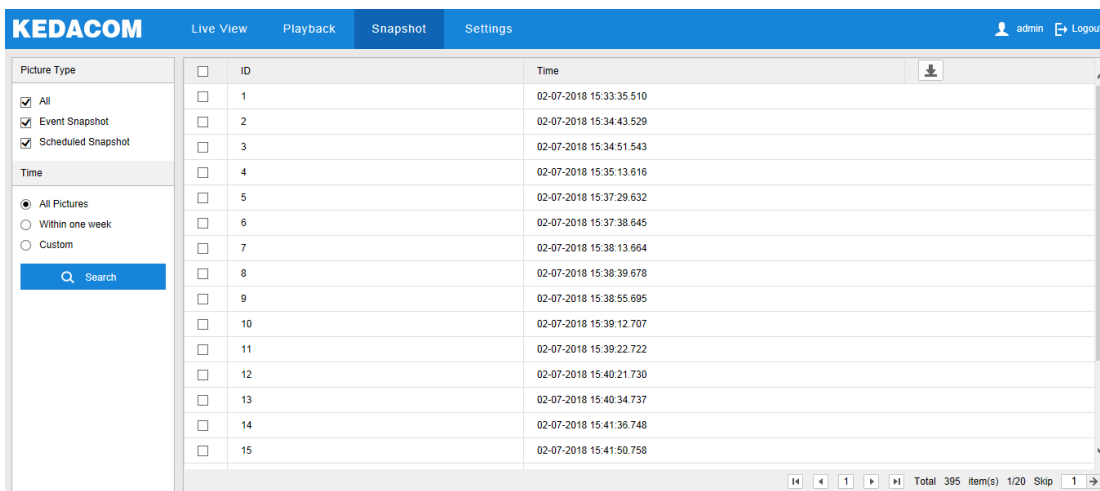 KEDACOM Live View Playback Snapshot Settings admin Logout
Picture Type
All
Event Snapshot
Scheduled Snapshot
Time
All Pictures
Within one week
Custom
Search
ID Time
1 02-07-2018 15:33:35.510
2 02-07-2018 15:34:43.529
3 02-07-2018 15:34:51.543
4 02-07-2018 15:35:13.616
5 02-07-2018 15:37:29.632
6 02-07-2018 15:37:38.645
7 02-07-2018 15:38:13.664
8 02-07-2018 15:38:39.678
9 02-07-2018 15:38:55.695
10 02-07-2018 15:39:12.707
11 02-07-2018 15:39:22.722
12 02-07-2018 15:40:21.730
13 02-07-2018 15:40:34.737
14 02-07-2018 15:41:36.748
15 02-07-2018 15:41:50.758
1 Total 395 item(s) 1/20 Skip 1